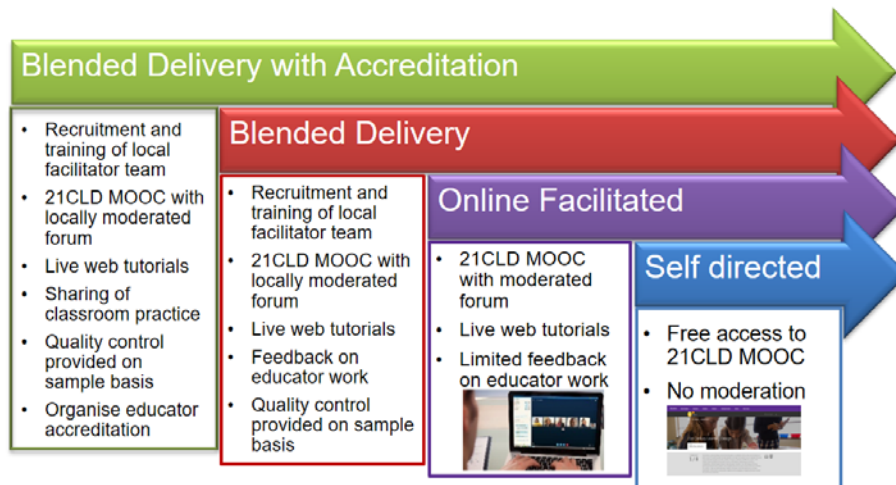 Blended Delivery with Accreditation
• Recruitment and
training of local
facilitator team
• 21CLD MOOC with
locally moderated
forum
• Live web tutorials
• Sharing of
classroom practice
• Quality control
provided on
sample basis
• Organise educator
accreditation
Blended Delivery
• Recruitment and
training of local
facilitator team
• 21CLD MOOC with
locally moderated
forum
• Live web tutorials
• Feedback on
educator work
• Quality control
provided on sample
basis
Online Facilitated
• 21CLD MOOC
with moderated
forum
• Live web tutorials
• Limited feedback
on educator work
Self directed
• Free access to
21CLD MOOC
• No moderation